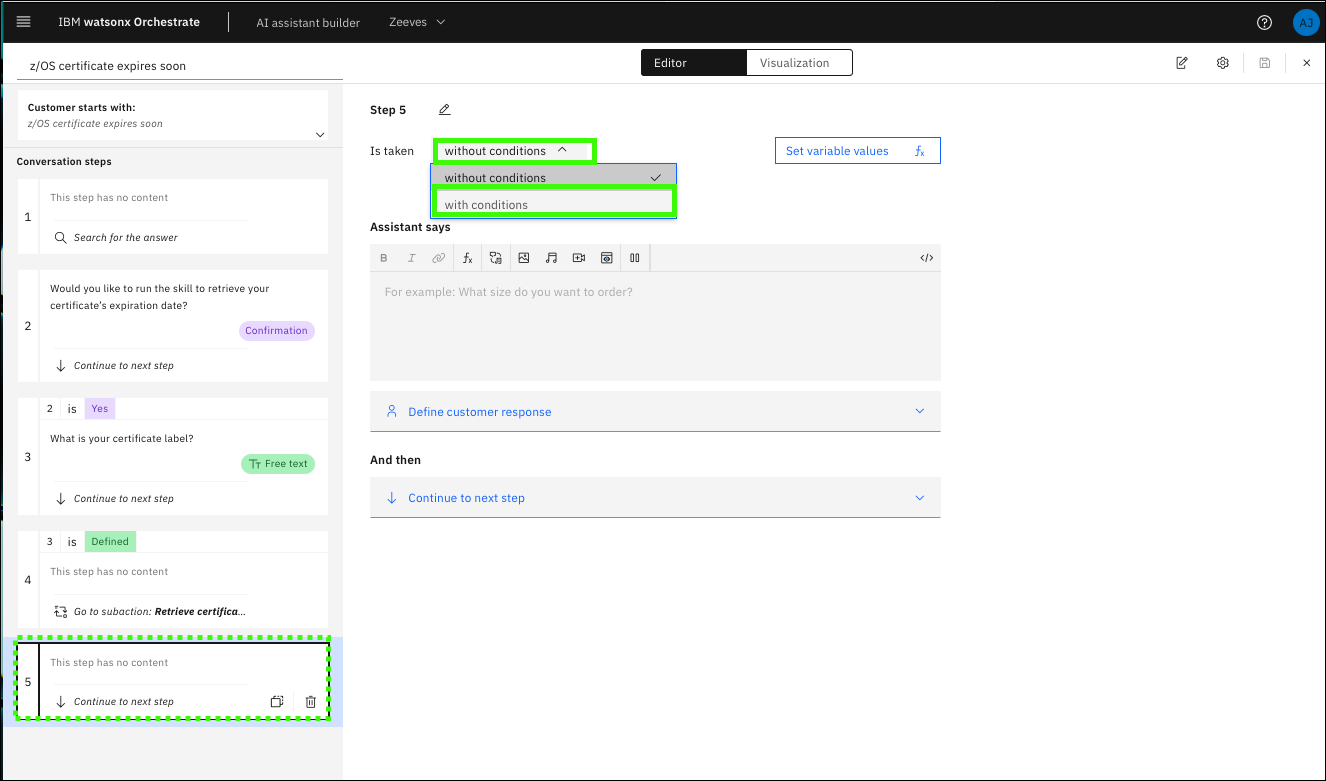 IBM watsonx Orchestrate
AI assistant builder
Zeeves
AJ
z/OS certificate expires soon
Editor
Visualization
Customer starts with:
z/OS certificate expires soon
Conversation steps
1
This step has no content
Search for the answer
2
Would you like to run the skill to retrieve your
certificate's expiration date?
Confirmation
Continue to next step
2 is Yes
3
What is your certificate label?
Free text
Continue to next step
3 is Defined
4
This step has no content
Go to subaction: Retrieve certifica...
5
This step has no content
Continue to next step
Step 5
Is taken
without conditions
Set variable values
fx
without conditions
with conditions
Assistant says
B I fx </>
For example: What size do you want to order?
Define customer response
And then
Continue to next step